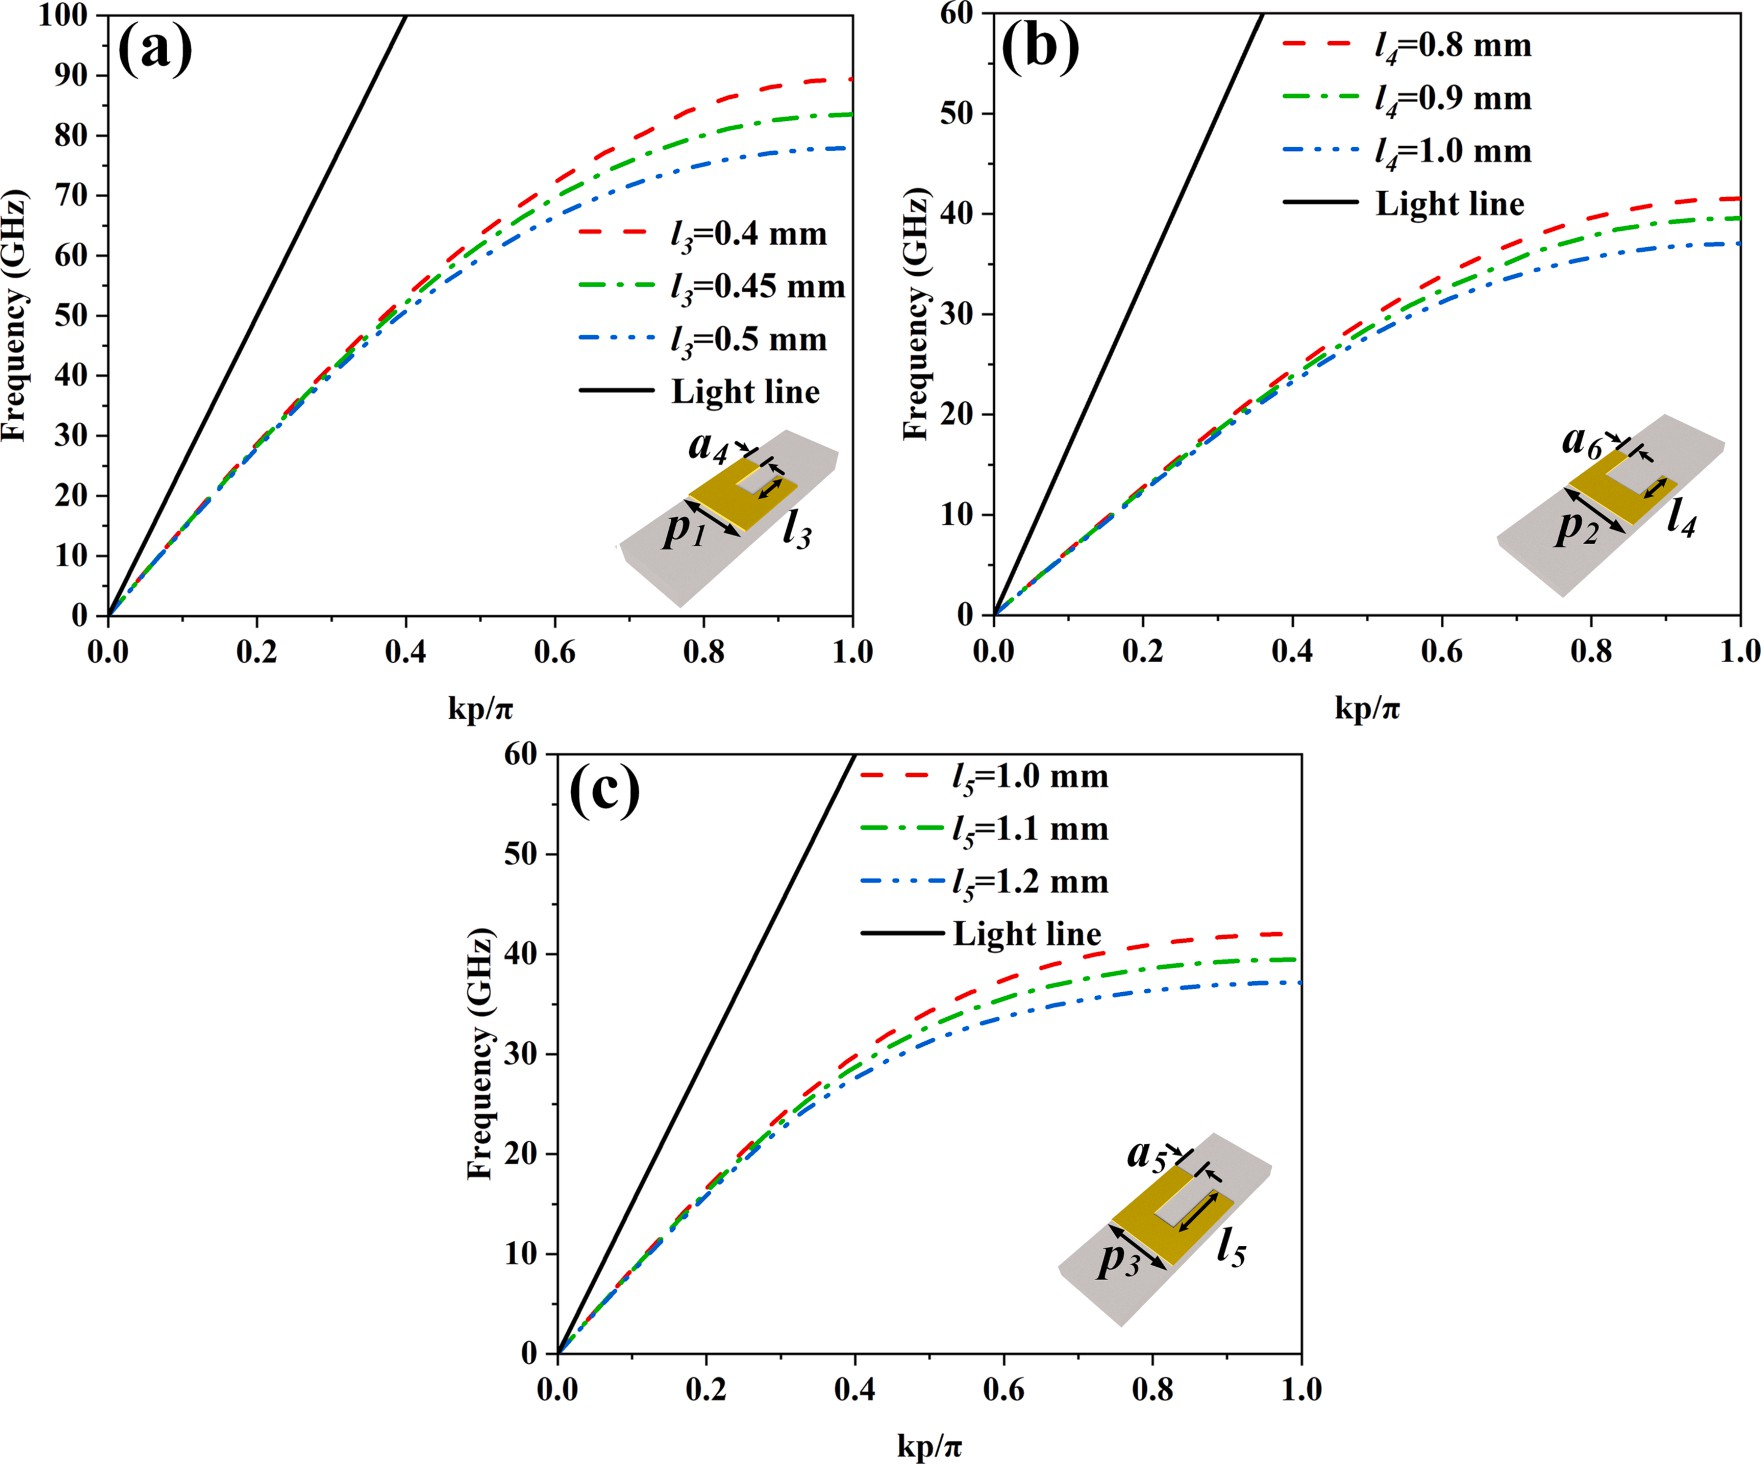 (a)
100
90
80
70
60
50
40
30
20
10
0
Frequency (GHz)
l3=0.4 mm
l3=0.45 mm
l3=0.5 mm
Light line
a4
p1
l3
0.0 0.2 0.4 0.6 0.8 1.0
kp/π
(b)
60
50
40
30
20
10
0
Frequency (GHz)
l4=0.8 mm
l4=0.9 mm
l4=1.0 mm
Light line
a6
p2
l4
0.0 0.2 0.4 0.6 0.8 1.0
kp/π
(c)
60
50
40
30
20
10
0
Frequency (GHz)
l5=1.0 mm
l5=1.1 mm
l5=1.2 mm
Light line
a5
p3
l5
0.0 0.2 0.4 0.6 0.8 1.0
kp/π